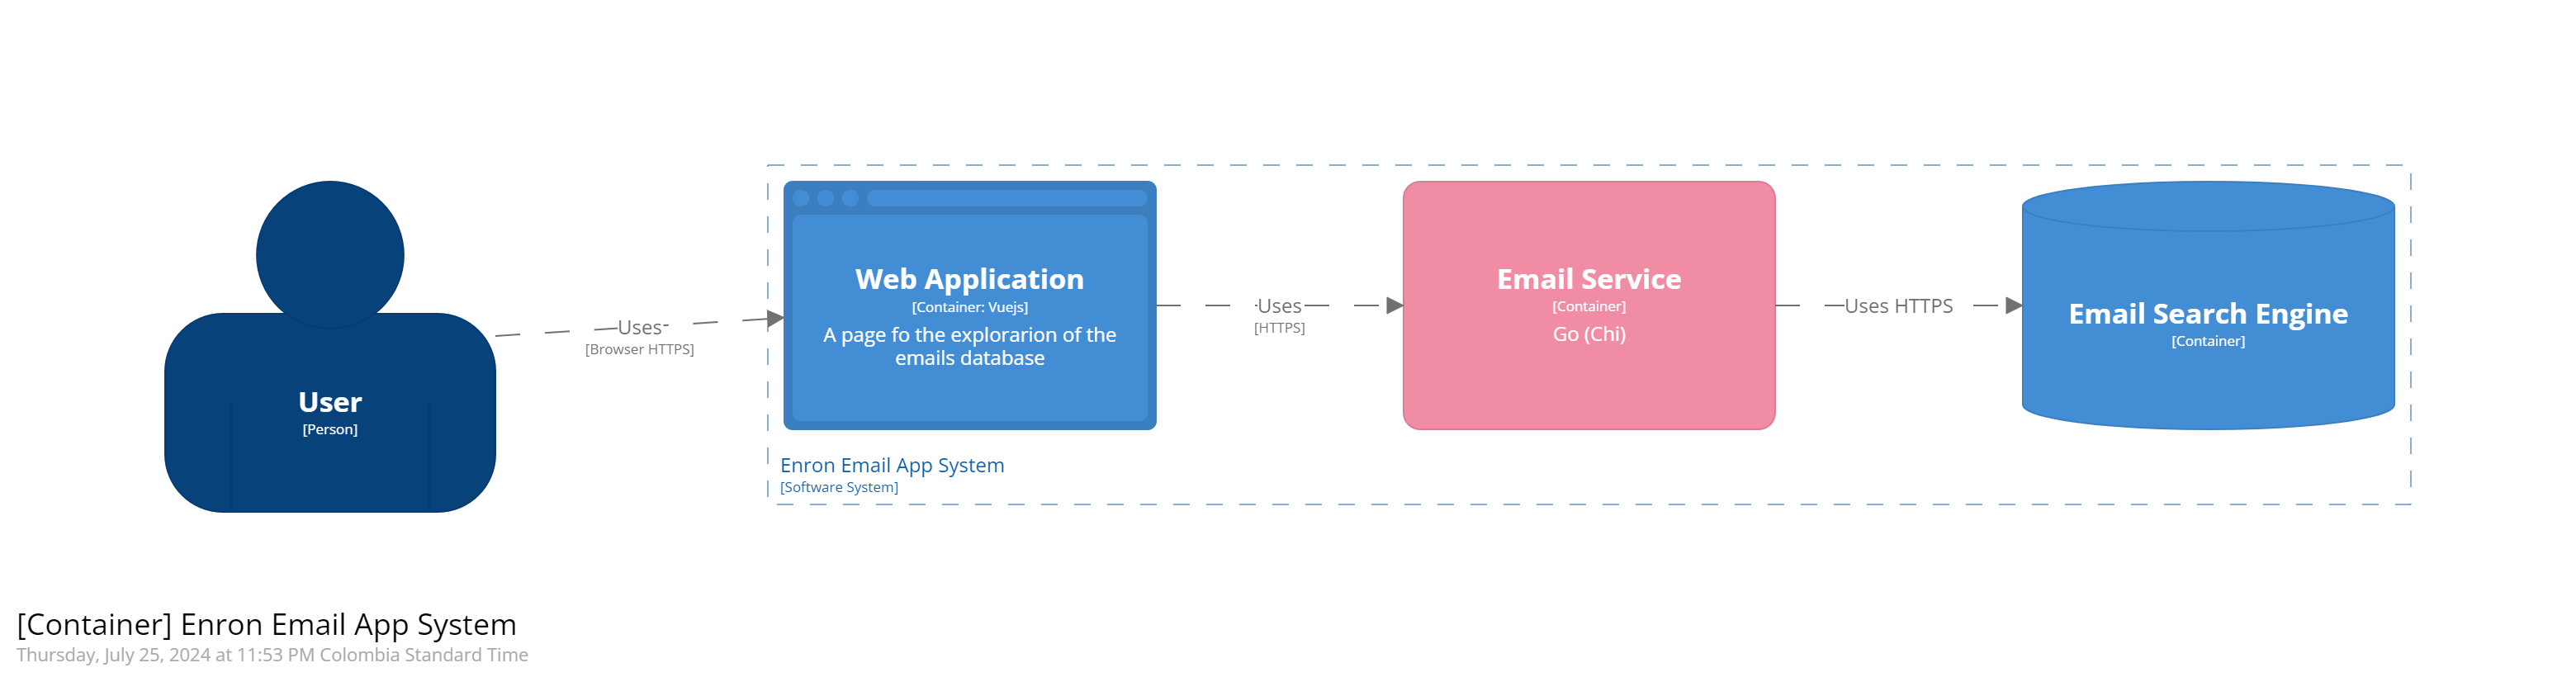 User
[Person]
Uses
[Browser HTTPS]
Web Application
[Container: Vuejs]
A page fo the explorarion of the
emails database
Uses
[HTTPS]
Email Service
[Container]
Go (Chi)
Uses HTTPS
Email Search Engine
[Container]
Enron Email App System
[Software System]
[Container] Enron Email App System
Thursday, July 25, 2024 at 11:53 PM Colombia Standard Time